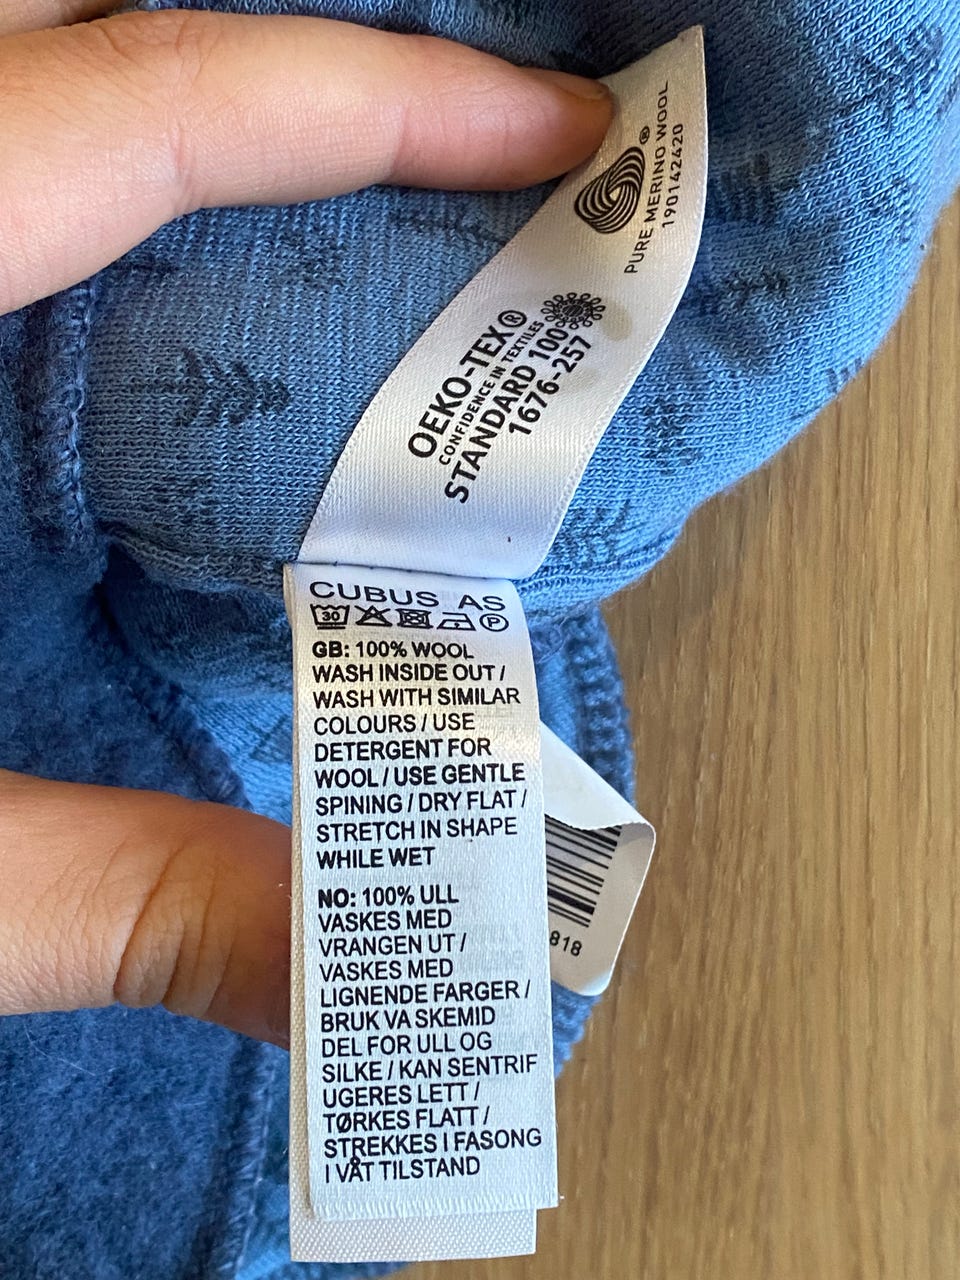 PURE MERINO WOOL
190142420
OEKO-TEX®
CONFIDENCE IN TEXTILES
STANDARD 100
1676-257
CUBUS AS
30 P
GB: 100% WOOL
WASH INSIDE OUT /
WASH WITH SIMILAR
COLOURS / USE
DETERGENT FOR
WOOL / USE GENTLE
SPINING / DRY FLAT /
STRETCH IN SHAPE
WHILE WET
NO: 100% ULL
VASKES MED
VRANGEN UT /
VASKES MED
LIGNENDE FARGER /
BRUK VA SKEMID
DEL FOR ULL OG
SILKE / KAN SENTRIF
UGERES LETT /
TØRKES FLATT /
STREKKES I FASONG
I VÅT TILSTAND
818